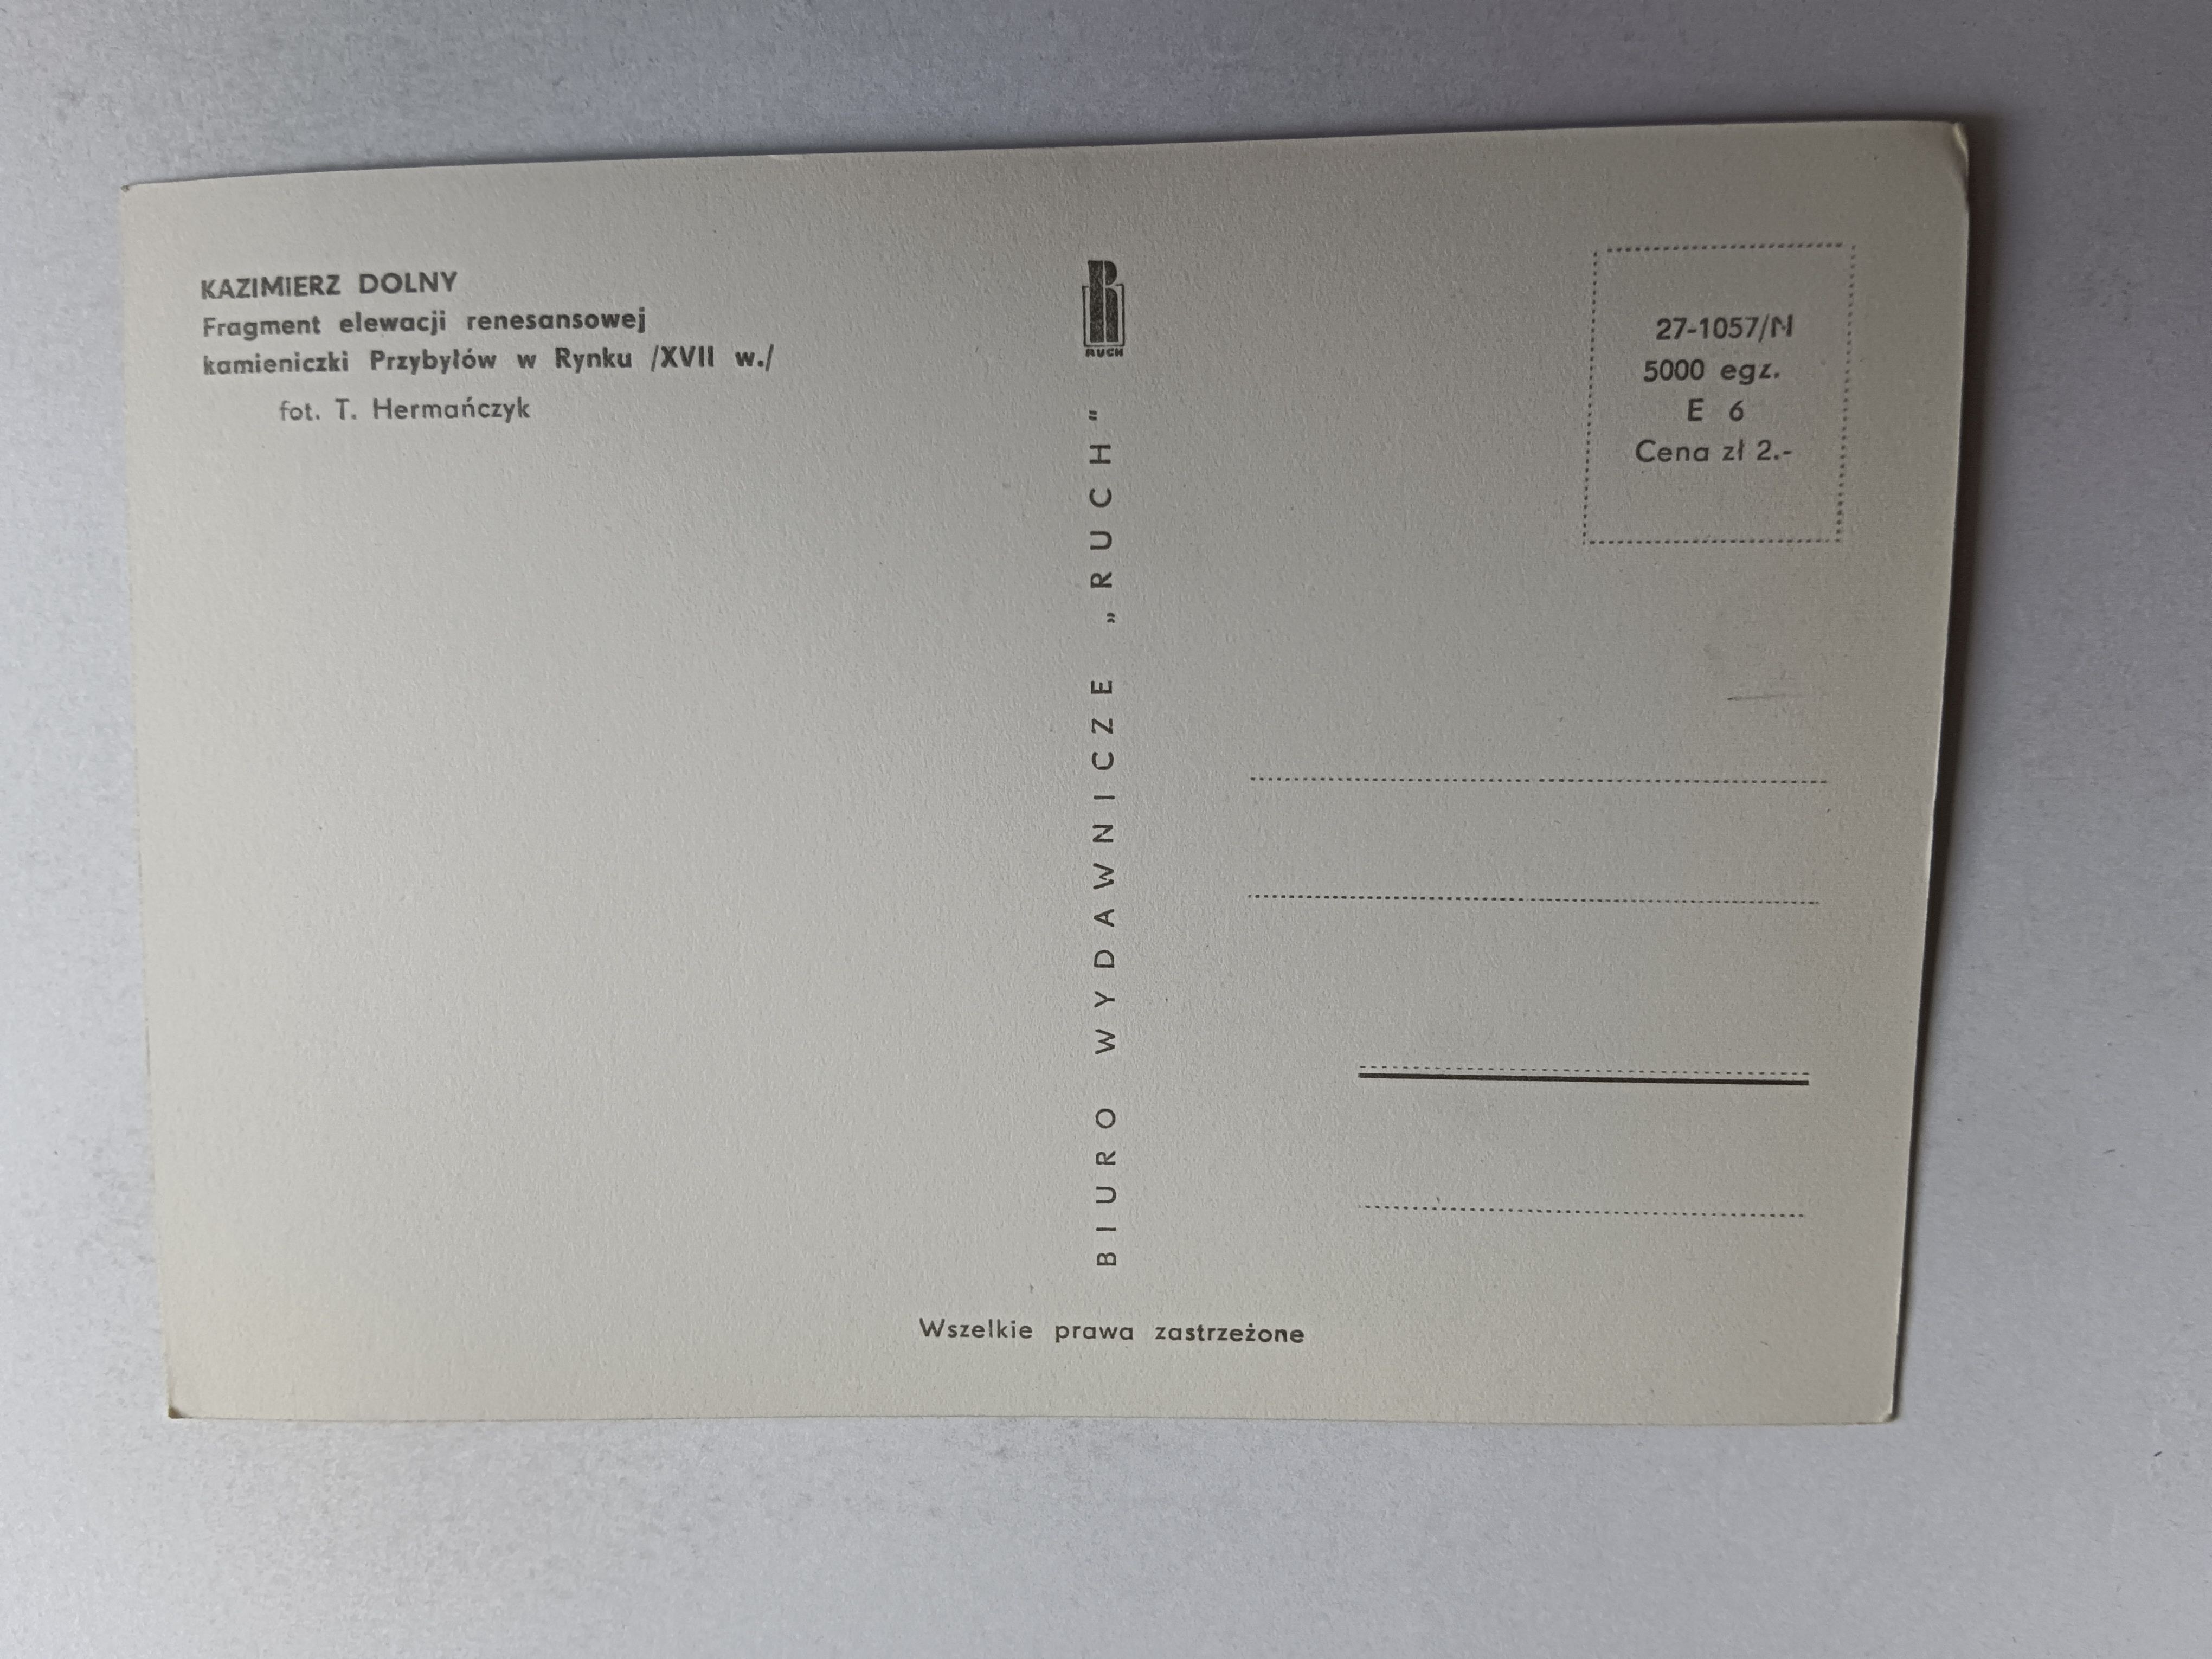 KAZIMIERZ DOLNY
Fragment elewacji renesansowej
kamieniczki Przybyłów w Rynku /XVII w./
fot. T. Hermańczyk
RUCH
BIURO WYDAWNICZE „RUCH"
27-1057/N
5000 egz.
E 6
Cena zł 2.-
Wszelkie prawa zastrzeżone